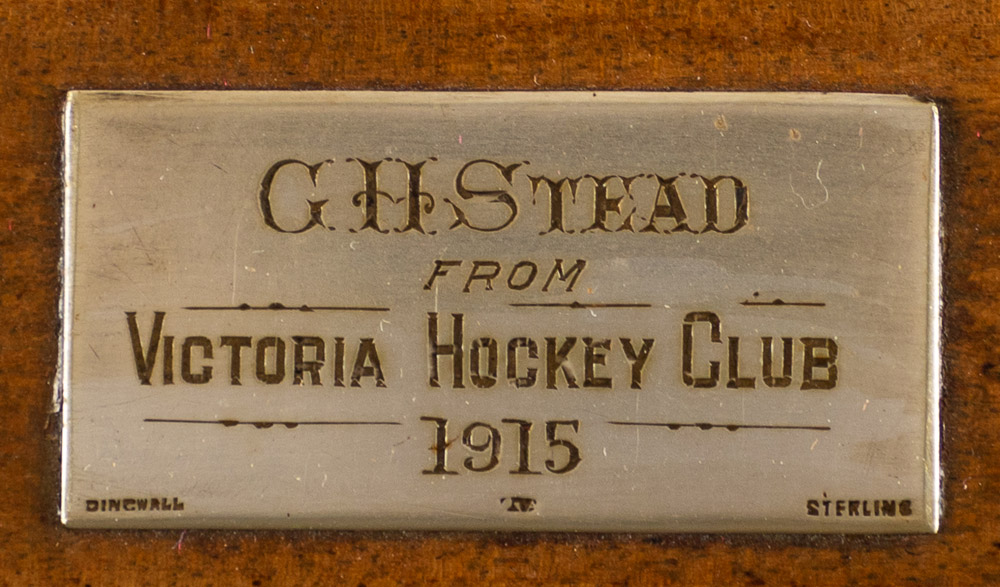 G H STEAD
FROM
VICTORIA HOCKEY CLUB
1915
DINGWALL STERLING